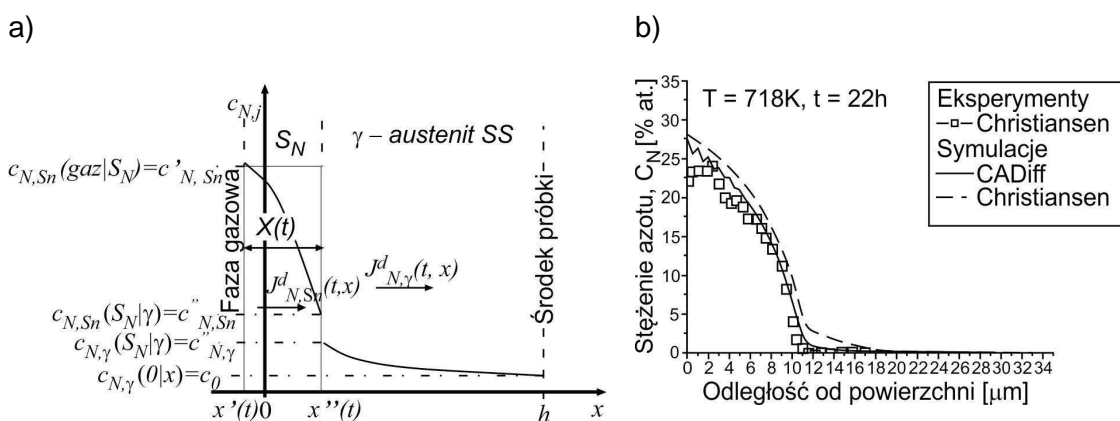 a)
c_{N,j}
S_N
γ – austenit SS
c_{N,Sn}(gaz|S_N)=c'_{N,Sn}
Faza gazowa
X(t)
J^d_{N,Sn}(t,x)
J^d_{N,γ}(t, x)
Środek próbki
c_{N,Sn}(S_N|γ)=c''_{N,Sn}
c_{N,γ}(S_N|γ)=c''_{N,γ}
c_{N,γ}(0|x)=c_0
x'(t) 0 x''(t) h x
b)
Stężenie azotu, C_N[% at.]
35
30
25
20
15
10
5
0
T = 718K, t = 22h
Eksperymenty
Christiansen
Symulacje
CADiff
Christiansen
0 2 4 6 8 10 12 14 16 18 20 22 24 26 28 30 32 34
Odległość od powierzchni [μm]